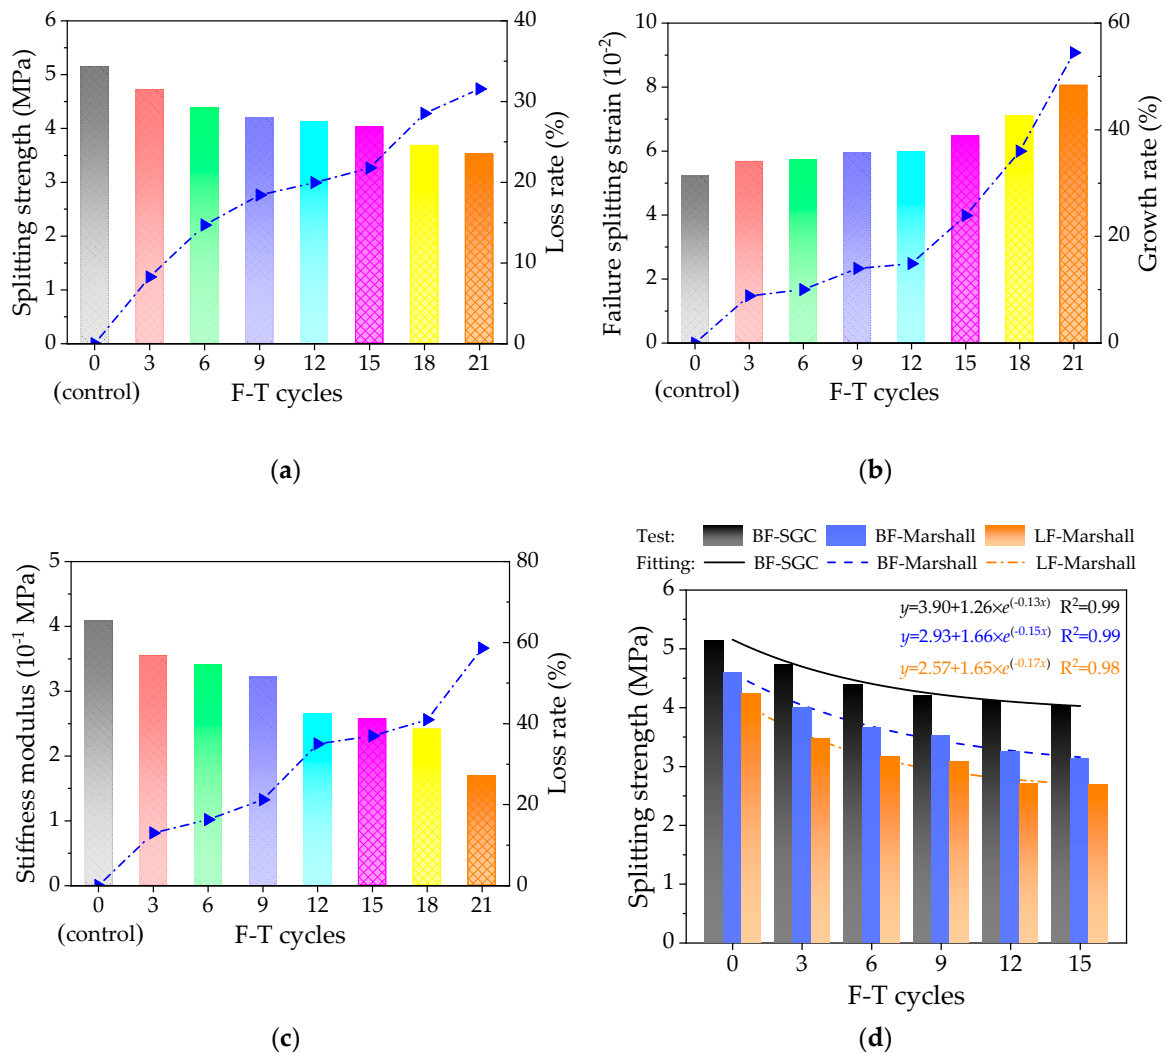 Splitting strength (MPa)
6
5
4
3
2
1
0
40
30
20
10
0
Loss rate (%)
0 3 6 9 12 15 18 21
(control)
F-T cycles
(a)
Failure splitting strain (10⁻²)
10
8
6
4
2
0
60
40
20
0
Growth rate (%)
0 3 6 9 12 15 18 21
(control)
F-T cycles
(b)
Stiffness modulus (10⁻¹ MPa)
5
4
3
2
1
0
80
60
40
20
0
Loss rate (%)
0 3 6 9 12 15 18 21
(control)
F-T cycles
(c)
Test: BF-SGC BF-Marshall LF-Marshall
Fitting: BF-SGC BF-Marshall LF-Marshall
y=3.90+1.26×e^(-0.13x) R²=0.99
y=2.93+1.66×e^(-0.15x) R²=0.99
y=2.57+1.65×e^(-0.17x) R²=0.98
Splitting strength (MPa)
6
5
4
3
2
1
0
0 3 6 9 12 15
F-T cycles
(d)